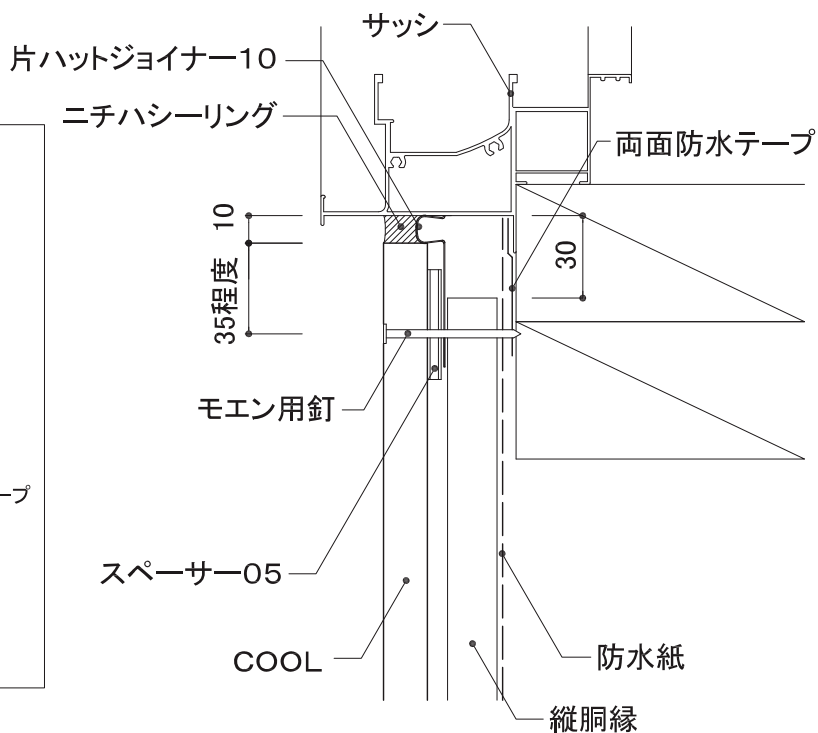 サッシ
片ハットジョイナー10
ニチハシーリング
両面防水テープ
10
30
35程度
モエン用釘
ープ
スペーサー05
COOL
防水紙
縦胴縁